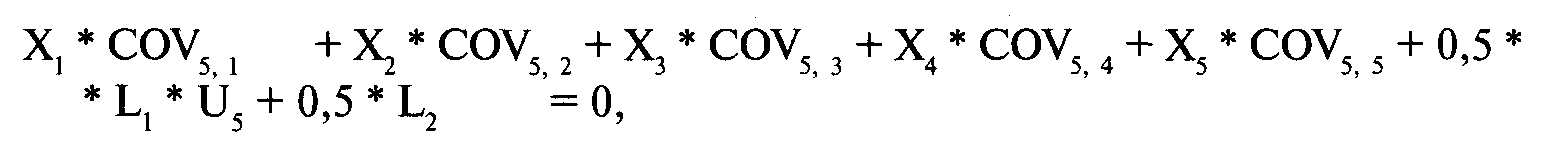 X₁ * COV₅, ₁ + X₂ * COV₅, ₂ + X₃ * COV₅, ₃ + X₄ * COV₅, ₄ + X₅ * COV₅, ₅ + 0,5 *
* L₁ * U₅ + 0,5 * L₂ = 0,